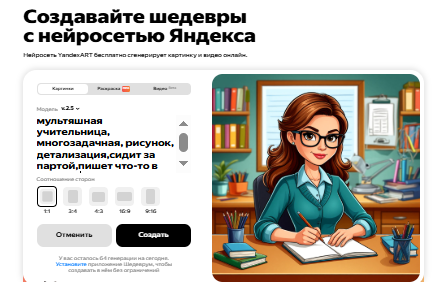 Создавайте шедевры
с нейросетью Яндекса
Нейросеть YandexART бесплатно сгенерирует картинку и видео онлайн.
Картинки
Раскраски
Видео
Модель v.2.5
мультяшная
учительница,
многозадачная, рисунок,
детализация,сидит за
партой,пишет что-то в
Соотношение сторон
1:1 3:4 4:3 16:9 9:16
Отменить Создать
У вас осталось 64 генерации на сегодня.
Установите приложение Шедеврум, чтобы
создавать в нём без ограничений